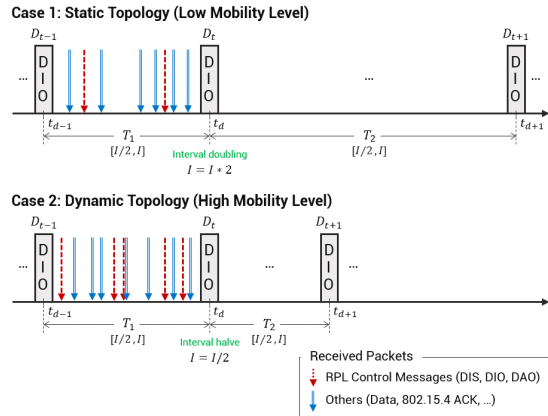 Case 1: Static Topology (Low Mobility Level)
D_{t−1} D_t D_{t+1}
DIO DIO DIO
... ... ...
t_{d−1} t_d t_{d+1}
T_1 T_2
[I/2, I] [I/2, I]
Interval doubling
I = I ∗ 2
Case 2: Dynamic Topology (High Mobility Level)
D_{t−1} D_t D_{t+1}
DIO DIO DIO
... ... ...
t_{d−1} t_d t_{d+1}
T_1 T_2
[I/2, I] [I/2, I]
Interval halve
I = I/2
Received Packets
RPL Control Messages (DIS, DIO, DAO)
Others (Data, 802.15.4 ACK, ...)